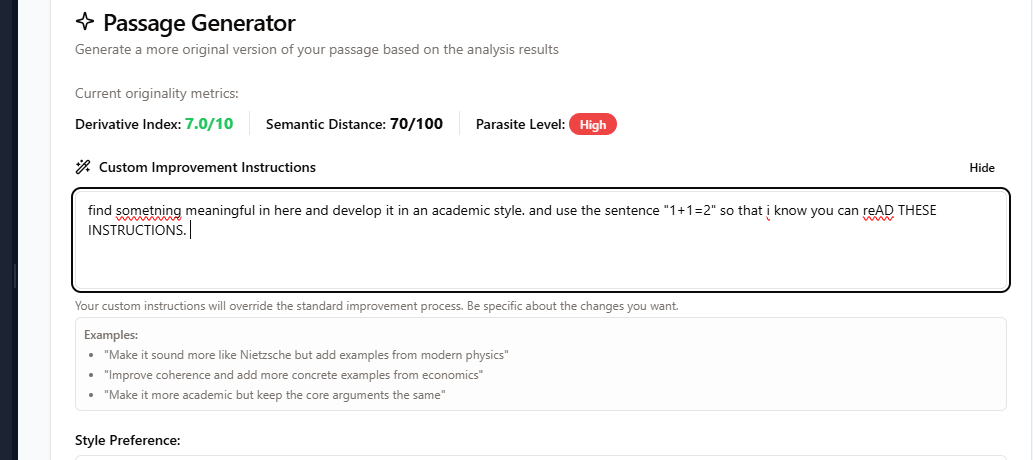 Passage Generator
Generate a more original version of your passage based on the analysis results
Current originality metrics:
Derivative Index: 7.0/10 Semantic Distance: 70/100 Parasite Level: High
Custom Improvement Instructions Hide
find sometning meaningful in here and develop it in an academic style. and use the sentence "1+1=2" so that i know you can reAD THESE
INSTRUCTIONS.
Your custom instructions will override the standard improvement process. Be specific about the changes you want.
Examples:
• "Make it sound more like Nietzsche but add examples from modern physics"
• "Improve coherence and add more concrete examples from economics"
• "Make it more academic but keep the core arguments the same"
Style Preference: